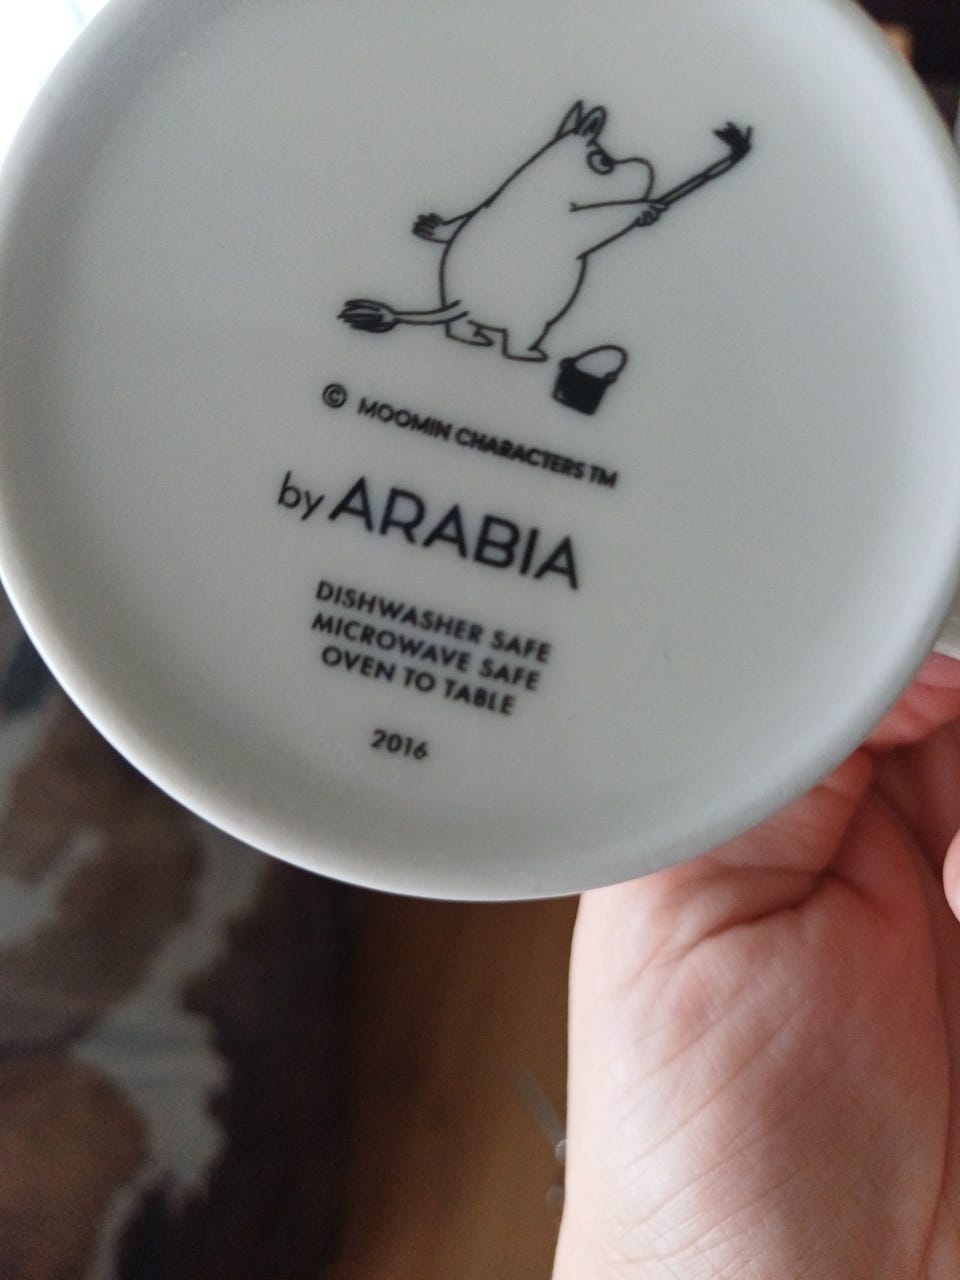 © MOOMIN CHARACTERS TM
by ARABIA
DISHWASHER SAFE
MICROWAVE SAFE
OVEN TO TABLE
2016